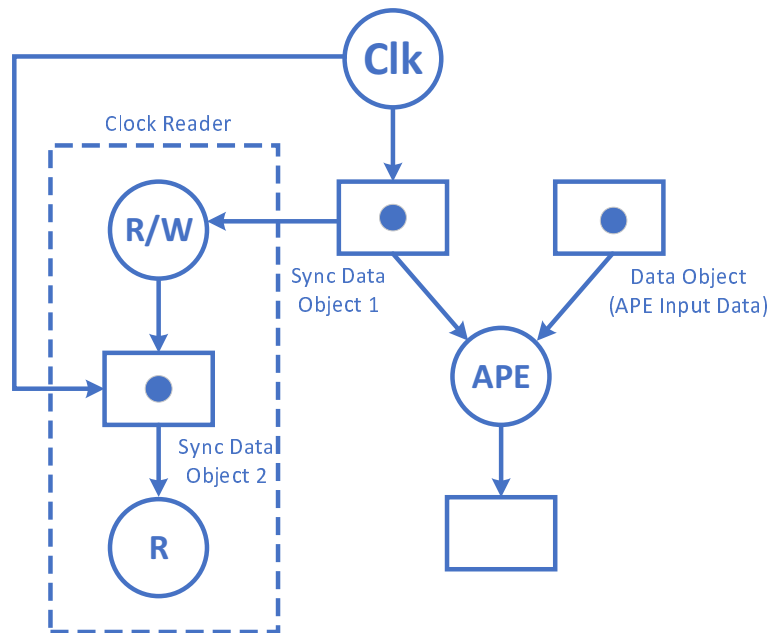 Clk
Clock Reader
R/W
Sync Data
Object 1
Data Object
(APE Input Data)
APE
Sync Data
Object 2
R